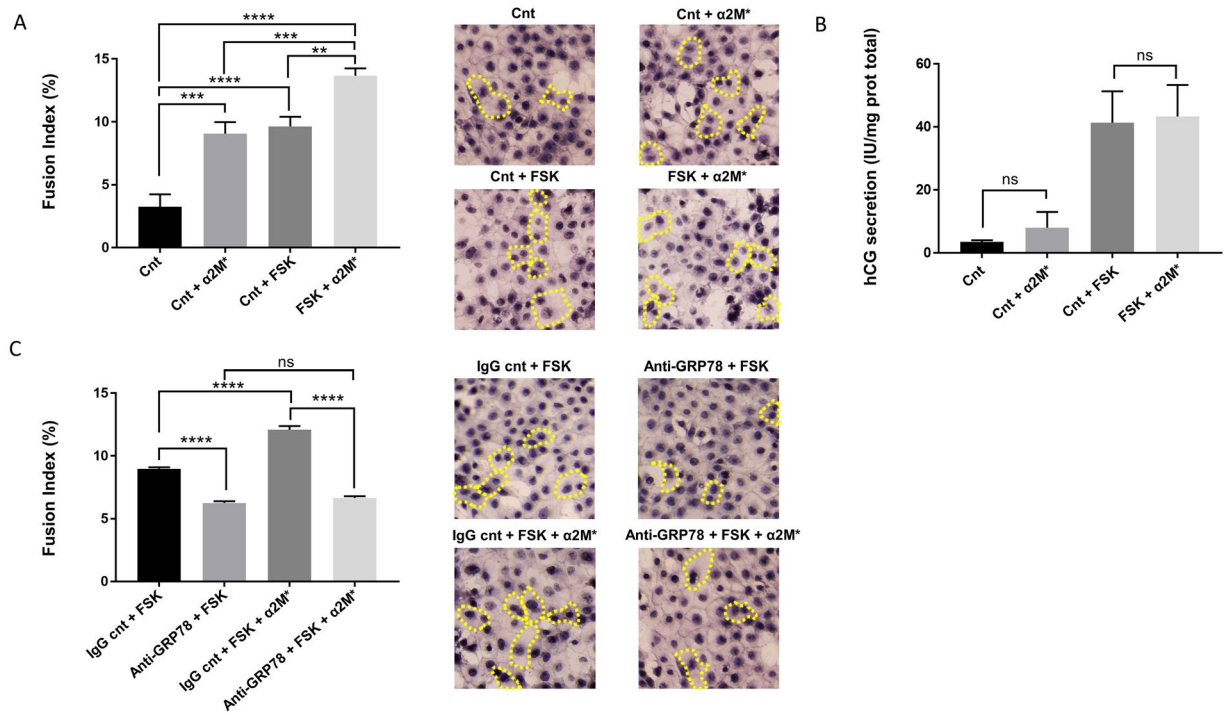 A
Fusion Index (%)
15
10
5
0
****
***
**
****
***
Cnt
Cnt + α2M*
Cnt + FSK
FSK + α2M*
Cnt
Cnt + α2M*
Cnt + FSK
FSK + α2M*
B
hCG secretion (IU/mg prot total)
60
40
20
0
ns
ns
Cnt
Cnt + α2M*
Cnt + FSK
FSK + α2M*
C
Fusion Index (%)
15
10
5
0
ns
****
****
****
IgG cnt + FSK
Anti-GRP78 + FSK
IgG cnt + FSK + α2M*
Anti-GRP78 + FSK + α2M*
IgG cnt + FSK
Anti-GRP78 + FSK
IgG cnt + FSK + α2M*
Anti-GRP78 + FSK + α2M*